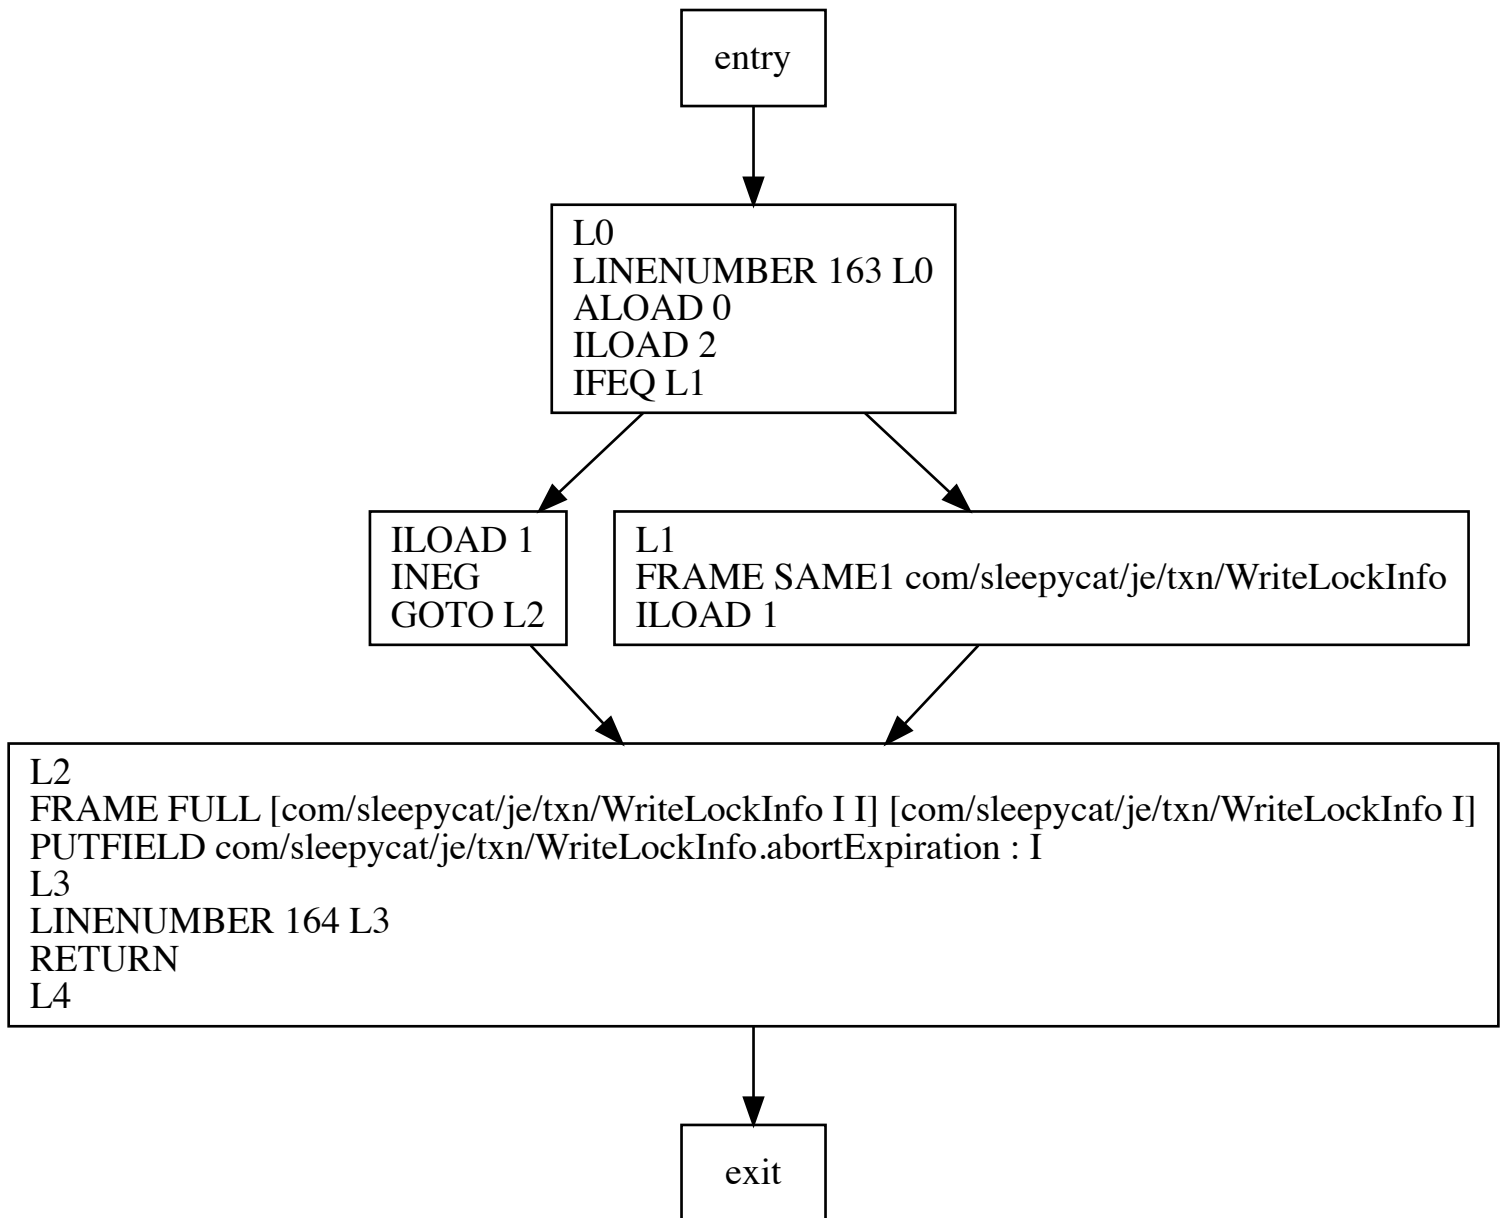 entry
L0
LINENUMBER 163 L0
ALOAD 0
ILOAD 2
IFEQ L1
ILOAD 1
INEG
GOTO L2
L1
FRAME SAME1 com/sleepycat/je/txn/WriteLockInfo
ILOAD 1
L2
FRAME FULL [com/sleepycat/je/txn/WriteLockInfo I I] [com/sleepycat/je/txn/WriteLockInfo I]
PUTFIELD com/sleepycat/je/txn/WriteLockInfo.abortExpiration : I
L3
LINENUMBER 164 L3
RETURN
L4
exit